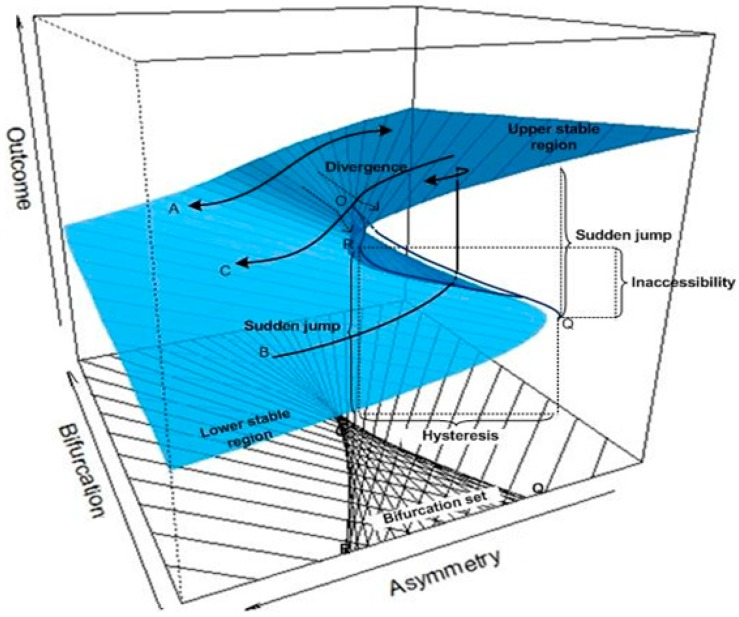 Outcome
Upper stable
region
Divergence
A
O
R
C
Sudden jump
Inaccessibility
Sudden jump
Q
B
Lower stable
region
Hysteresis
Bifurcation
Q
Bifurcation set
R
Asymmetry